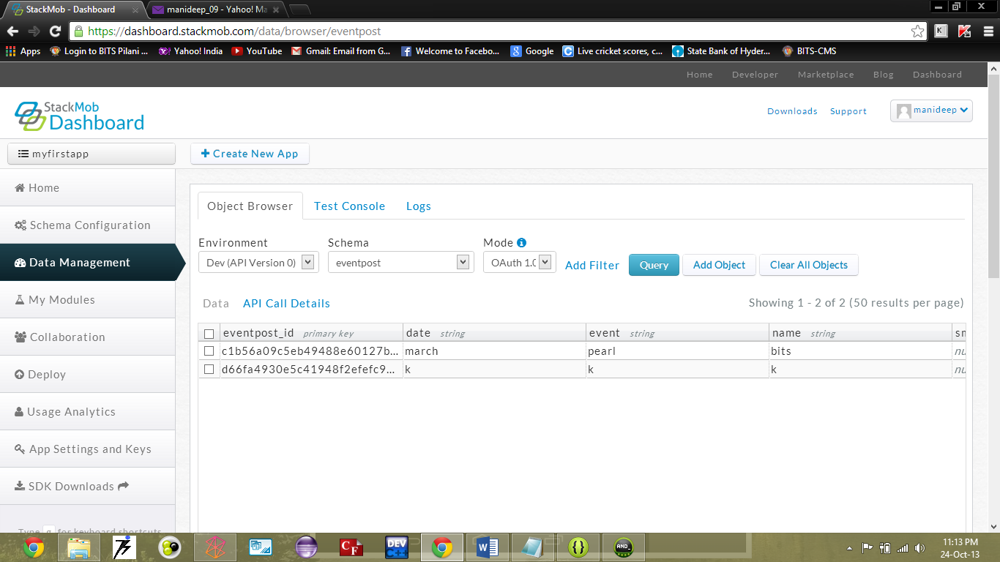 StackMob - Dashboard
manideep_09 - Yahoo! Ma
https://dashboard.stackmob.com/data/browser/eventpost
Apps
Login to BITS Pilani ...
Yahoo! India
YouTube
Gmail: Email from G...
Welcome to Facebo...
Google
Live cricket scores, c...
State Bank of Hyder...
BITS-CMS
Home
Developer
Marketplace
Blog
Dashboard
StackMob
Dashboard
Downloads
Support
manideep
myfirstapp
Create New App
Home
Schema Configuration
Data Management
My Modules
Collaboration
Deploy
Usage Analytics
App Settings and Keys
SDK Downloads
Type for keyboard shortcuts
Object Browser
Test Console
Logs
Environment
Schema
Mode
Dev (API Version 0)
eventpost
OAuth 1.0
Add Filter
Query
Add Object
Clear All Objects
Data
API Call Details
Showing 1 - 2 of 2 (50 results per page)
eventpost_id primary key
date string
event string
name string
c1b56a09c5eb49488e60127b...
march
pearl
bits
d66fa4930e5c41948f2efefc9...
k
k
k
CF
DEV
C++
W
AND_
11:13 PM
24-Oct-13